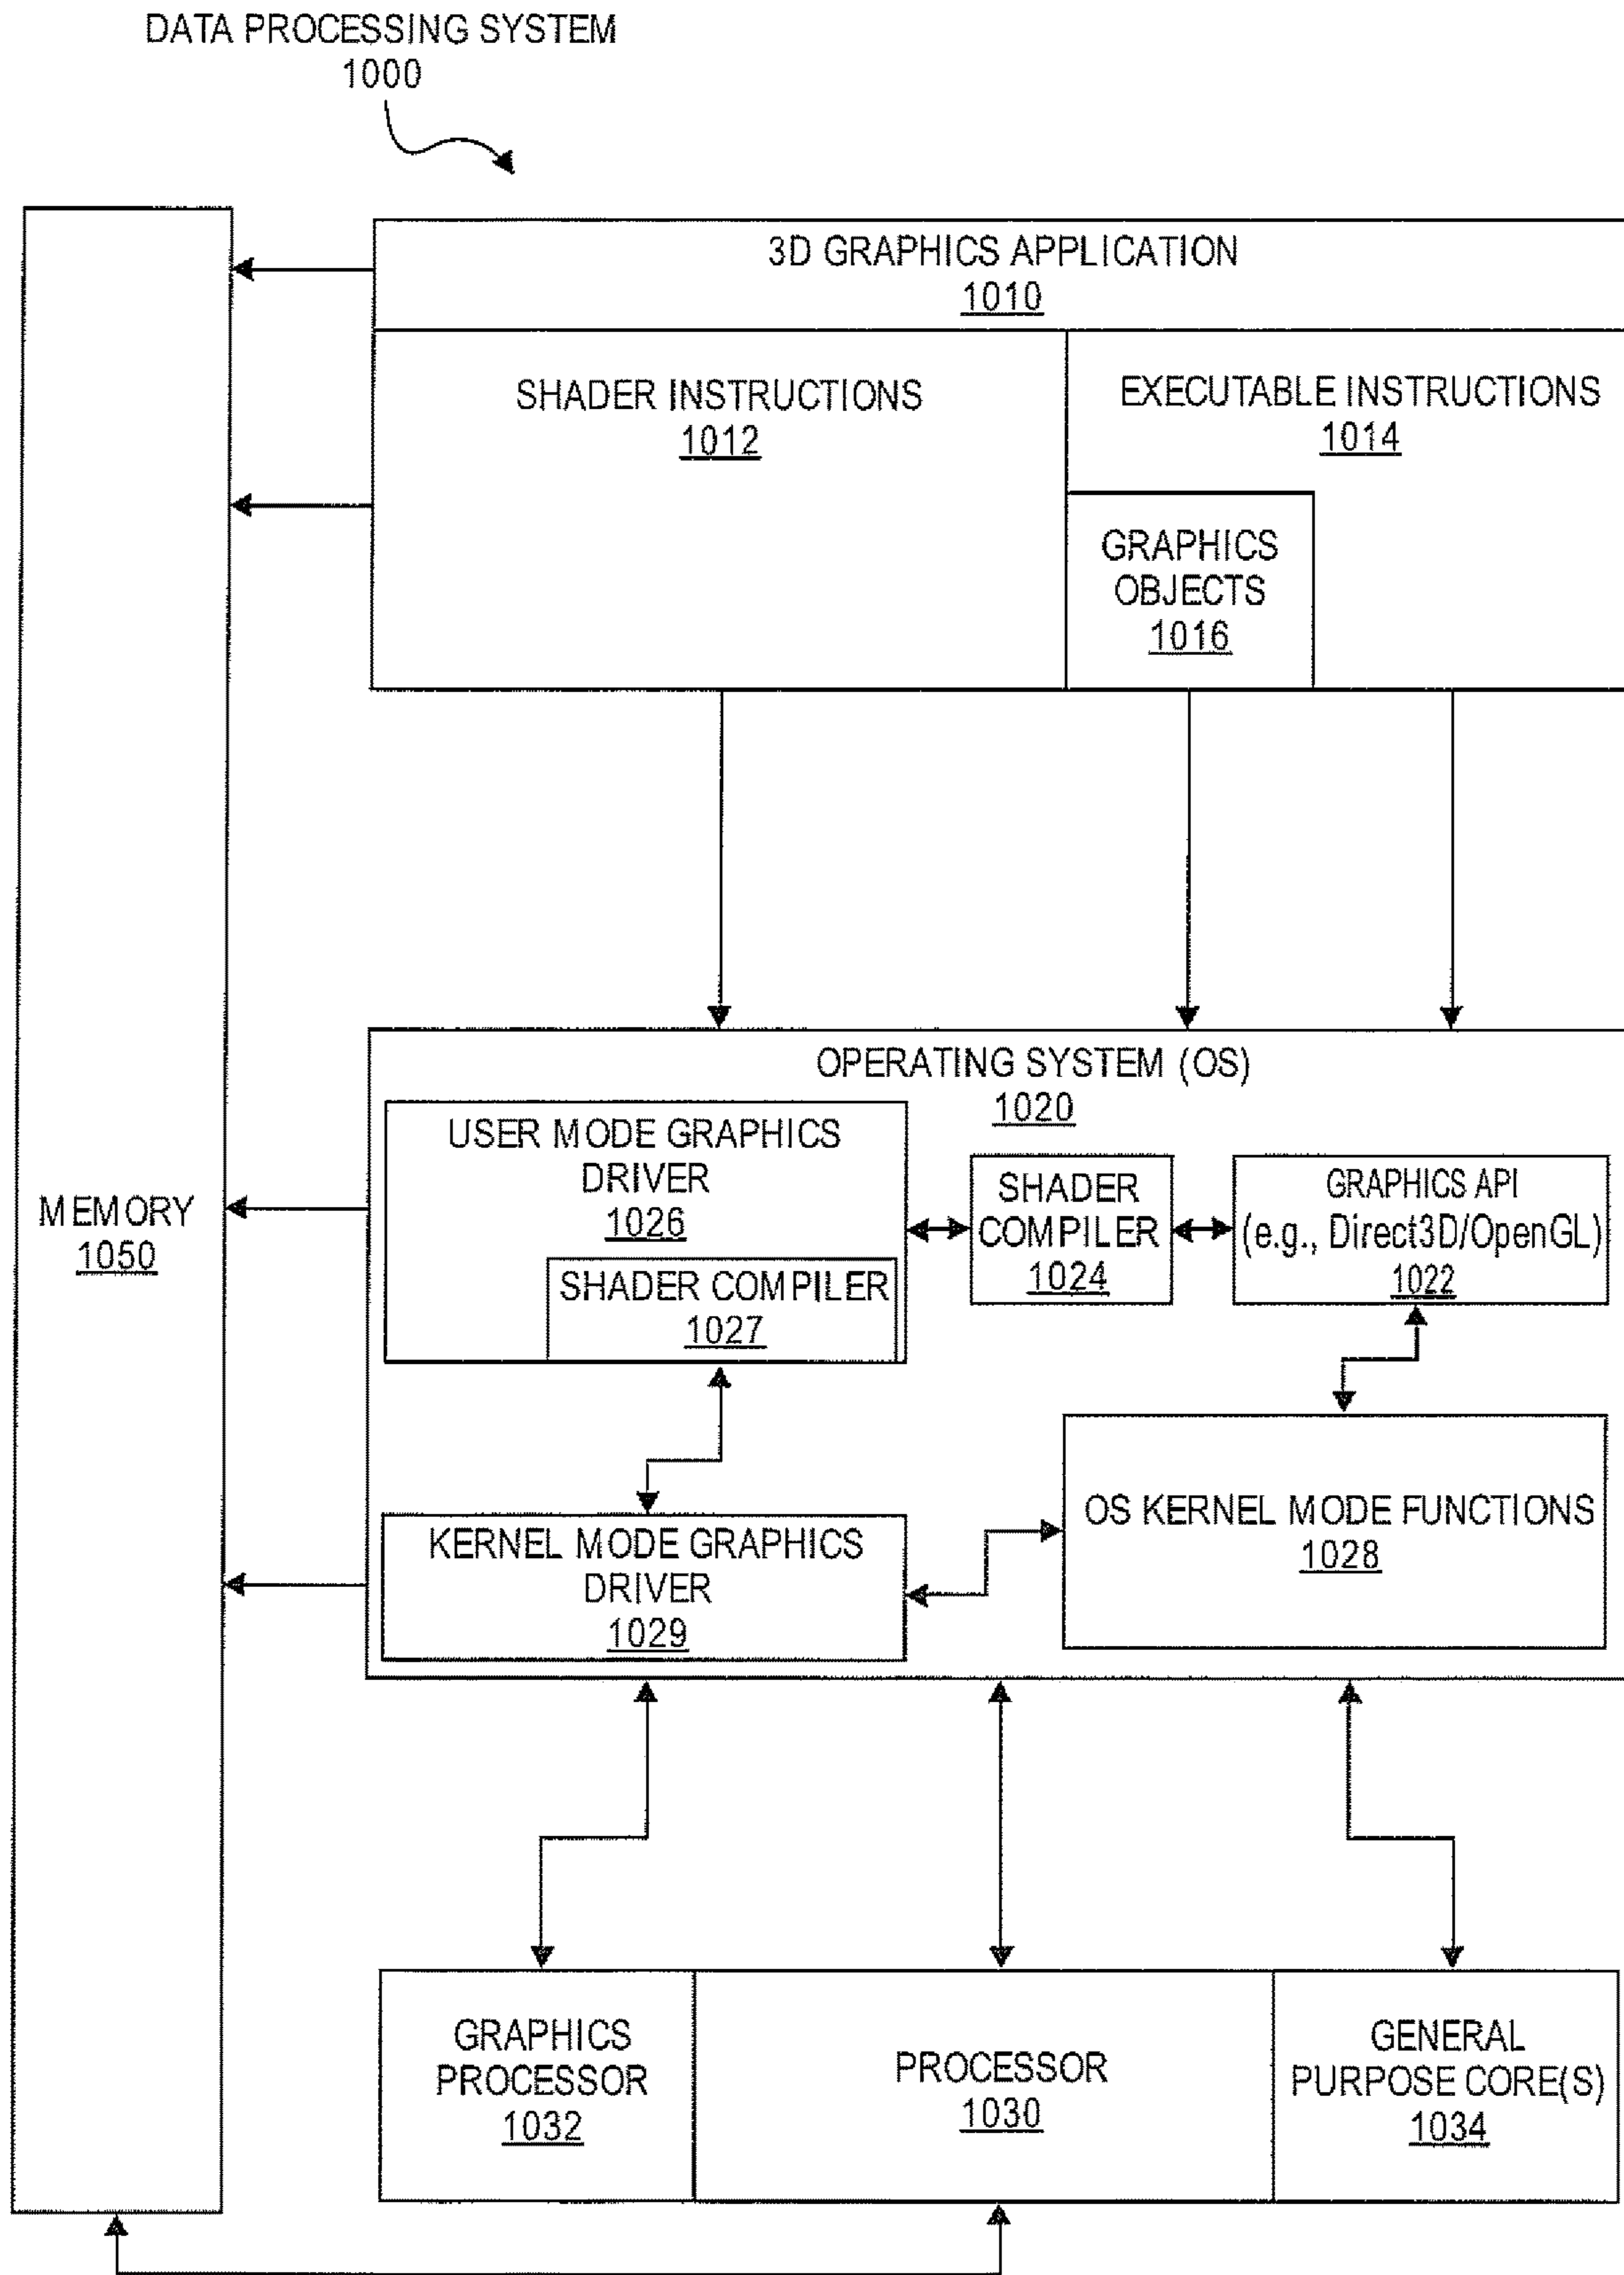 DATA PROCESSING SYSTEM
1000
3D GRAPHICS APPLICATION
1010
SHADER INSTRUCTIONS
1012
EXECUTABLE INSTRUCTIONS
1014
GRAPHICS
OBJECTS
1016
OPERATING SYSTEM (OS)
1020
USER MODE GRAPHICS
DRIVER
1026
SHADER COMPILER
1027
SHADER
COMPILER
1024
GRAPHICS API
(e.g., Direct3D/OpenGL)
1022
MEMORY
1050
KERNEL MODE GRAPHICS
DRIVER
1029
OS KERNEL MODE FUNCTIONS
1028
GRAPHICS
PROCESSOR
1032
PROCESSOR
1030
GENERAL
PURPOSE CORE(S)
1034